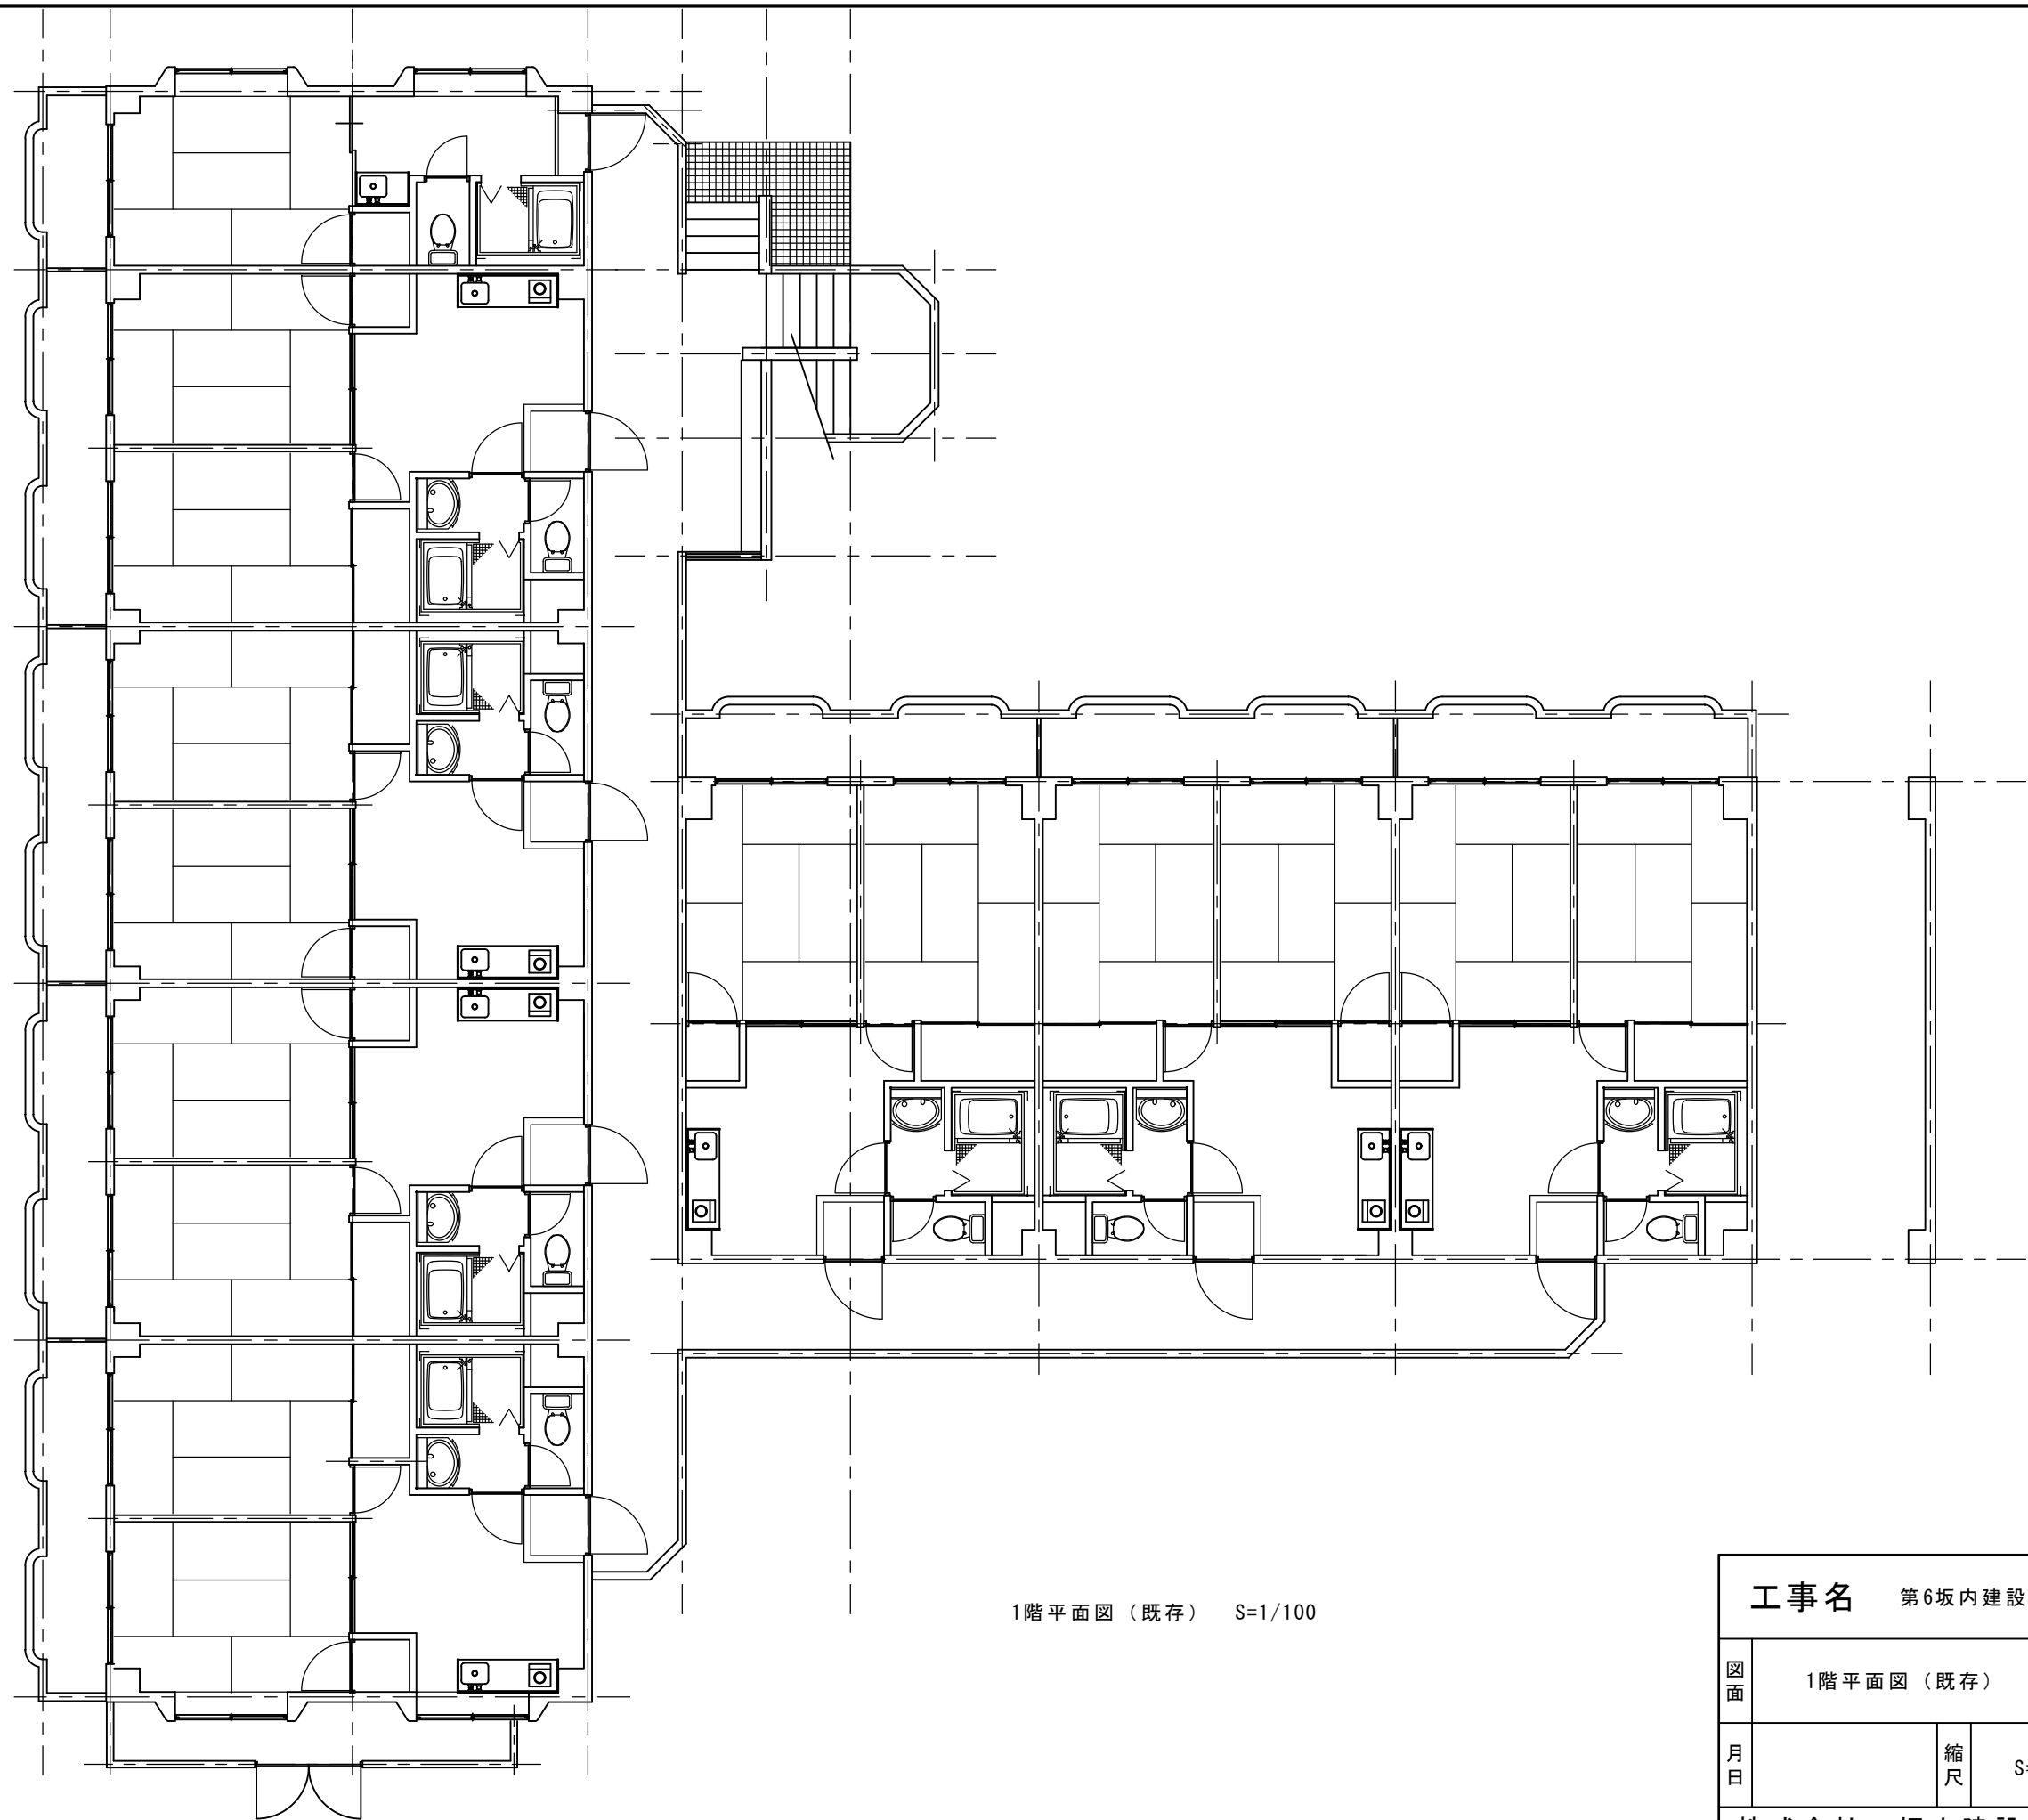 1階平面図（既存）　S=1/100
工事名　第6坂内建設
図面　1階平面図（既存）
月日　縮尺　S=